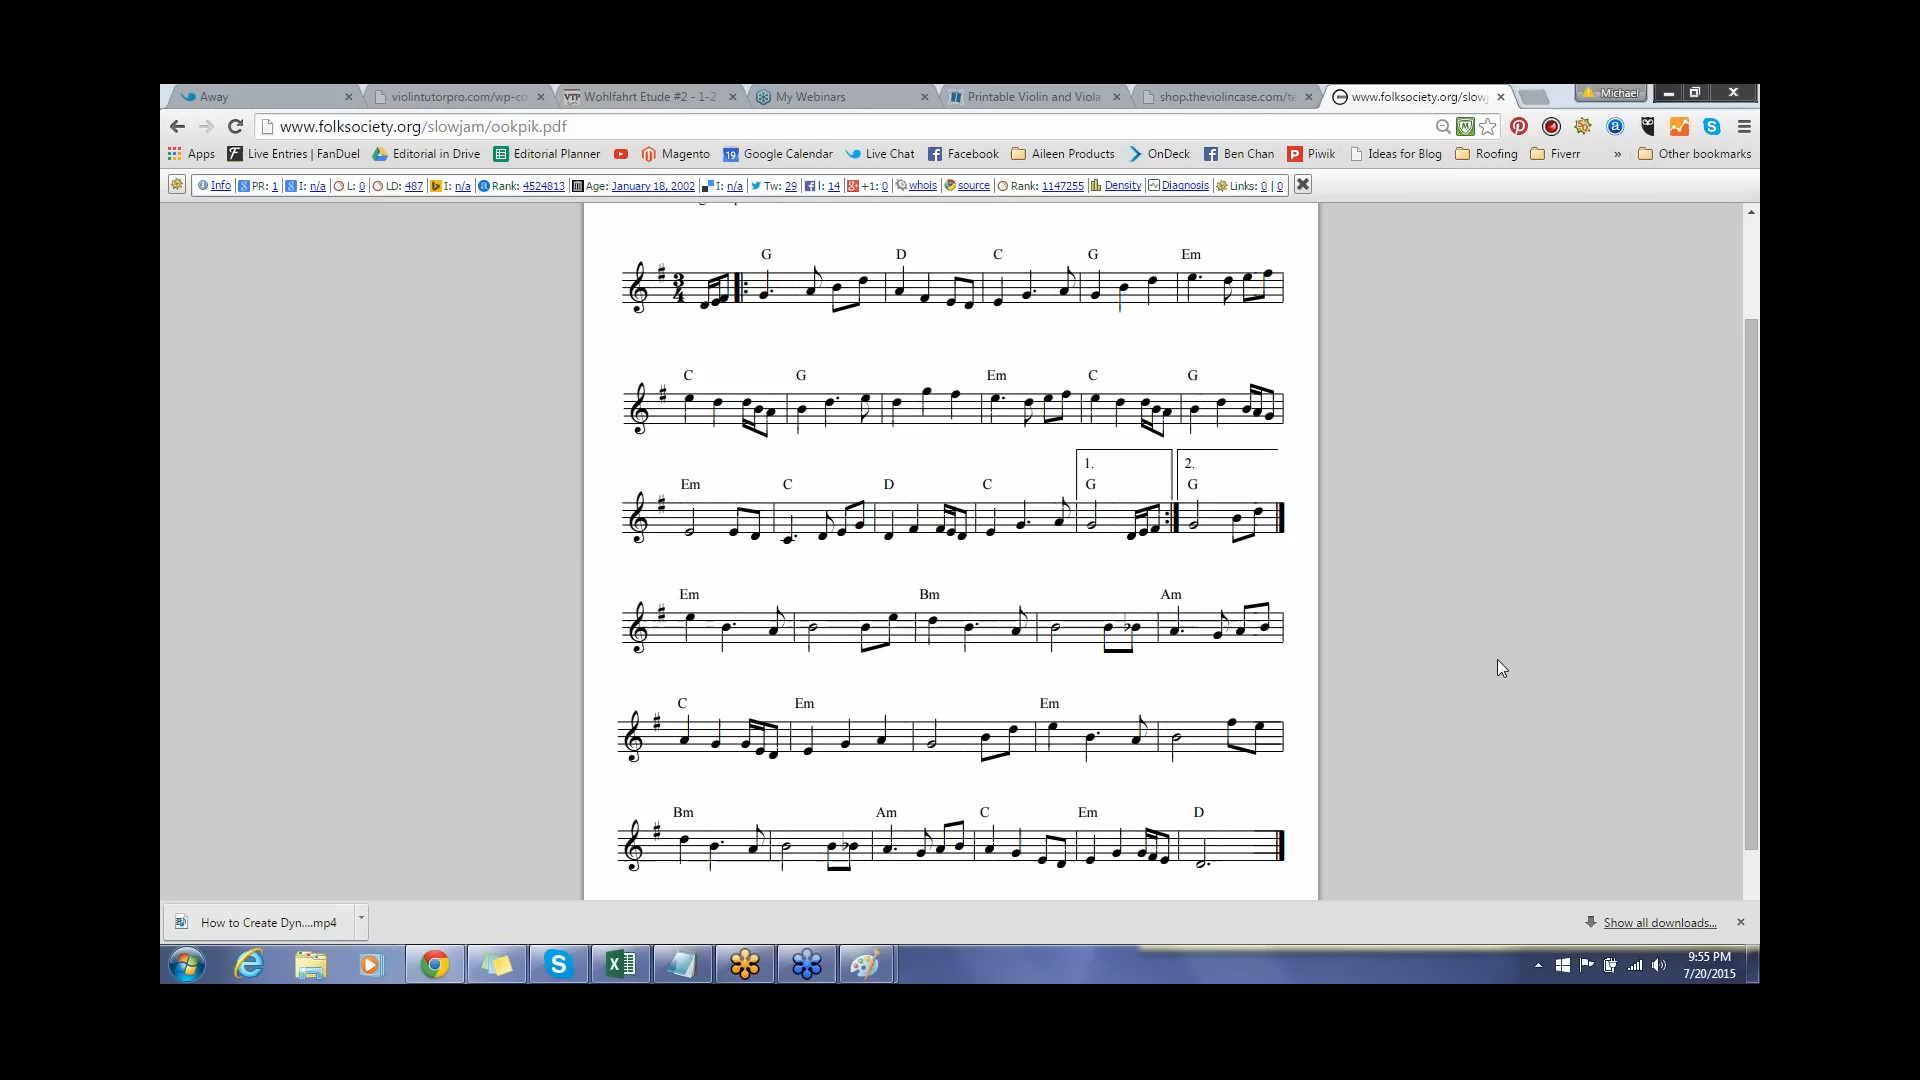 Away violintutorpro.com/wp-co Wohlfahrt Etude #2 - 1-2 My Webinars Printable Violin and Viola shop.theviolincase.com/te www.folksociety.org/slowj Michael
www.folksociety.org/slowjam/ookpik.pdf
Apps Live Entries | FanDuel Editorial in Drive Editorial Planner Magento 19 Google Calendar Live Chat Facebook Aileen Products OnDeck Ben Chan Piwik Ideas for Blog Roofing Fiverr » Other bookmarks
Info PR: 1 I: n/a L: 0 LD: 487 I: n/a Rank: 4524813 Age: January 18, 2002 I: n/a Tw: 29 l: 14 +1: 0 whois source Rank: 1147255 Density Diagnosis Links: 0 | 0
G D C G Em
3
4
C G Em C G
1. 2.
Em C D C G G
Em Bm Am
C Em Em
Bm Am C Em D
How to Create Dyn....mp4 Show all downloads...
9:55 PM
7/20/2015